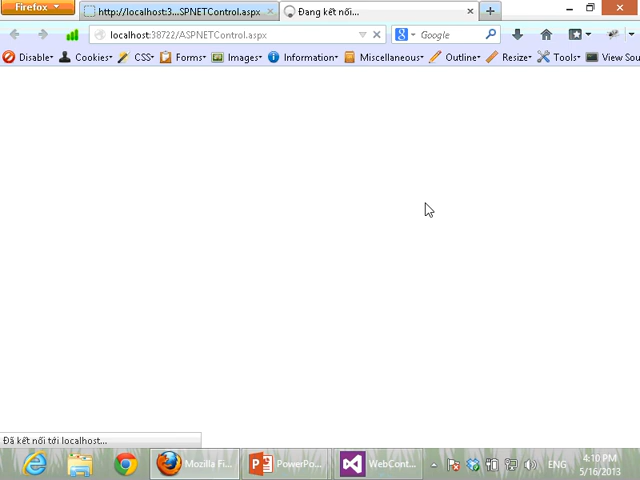 Firefox
http://localhost:3...SPNETControl.aspx
Đang kết nối...
localhost:38722/ASPNETControl.aspx
Google
Disable Cookies CSS Forms Images Information Miscellaneous Outline Resize Tools View Sou
Đã kết nối tới localhost...
Mozilla Fi...
PowerPo...
WebCont...
ENG
4:10 PM
5/16/2013